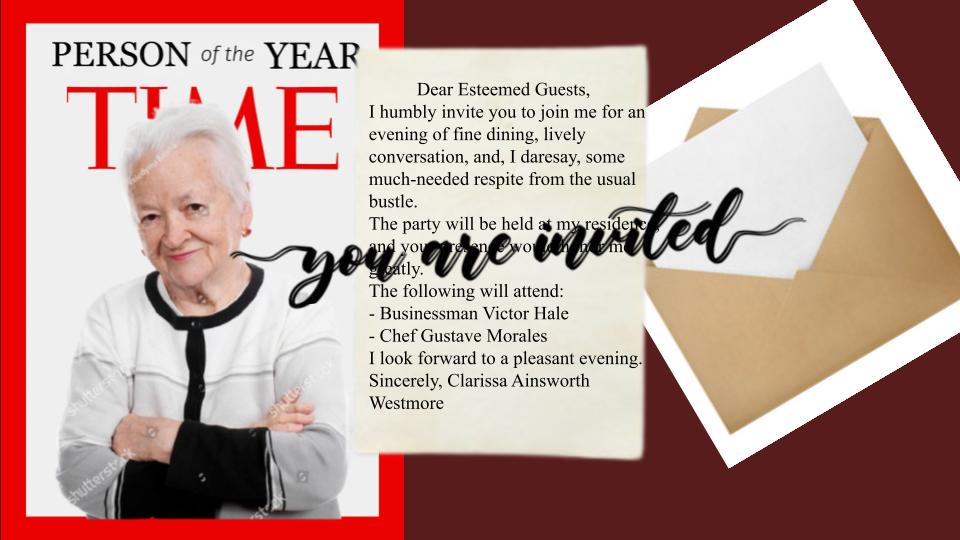 PERSON of the YEAR
TIME
Dear Esteemed Guests,
I humbly invite you to join me for an
evening of fine dining, lively
conversation, and, I daresay, some
much-needed respite from the usual
bustle.
The party will be held at my residence,
and your presence would honor me
greatly.
you are invited
The following will attend:
- Businessman Victor Hale
- Chef Gustave Morales
I look forward to a pleasant evening.
Sincerely, Clarissa Ainsworth
Westmore
shutterstock
shutterstock
shutterstock